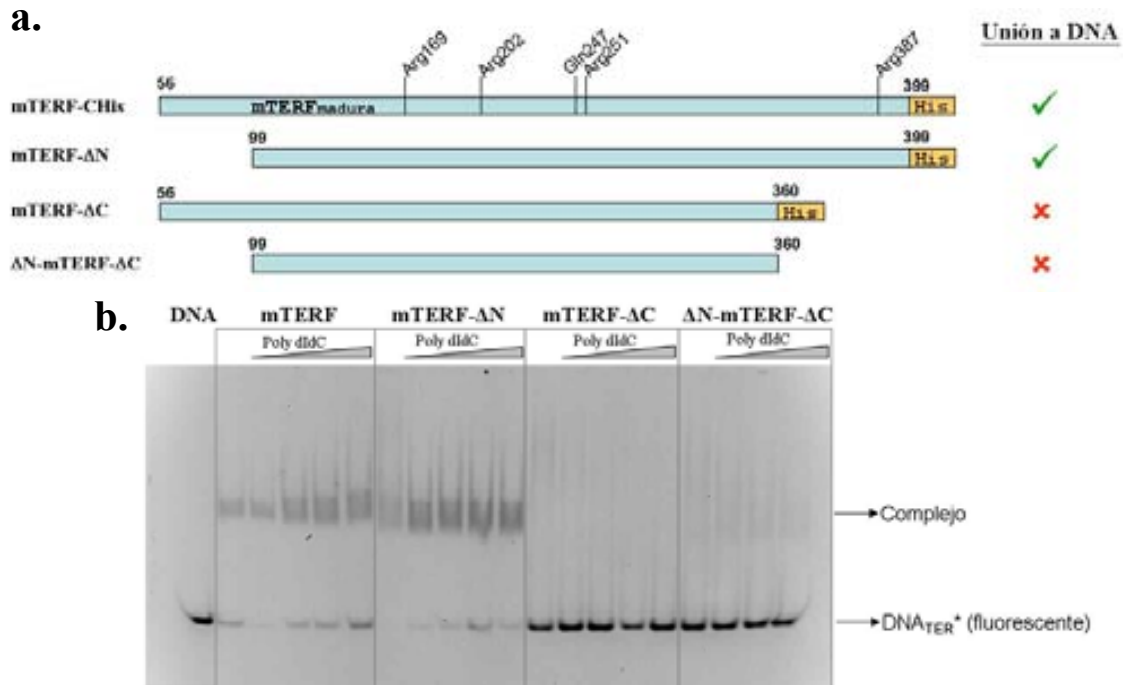 a.
Unión a DNA
Arg169
Arg202
Gln247
Arg251
Arg387
56
399
mTERF-CHis
mTERFmadura
His
99
399
mTERF-ΔN
His
56
360
mTERF-ΔC
His
99
360
ΔN-mTERF-ΔC
b.
DNA
mTERF
mTERF-ΔN
mTERF-ΔC
ΔN-mTERF-ΔC
Poly dIdC
Poly dIdC
Poly dIdC
Poly dIdC
Complejo
DNATER* (fluorescente)